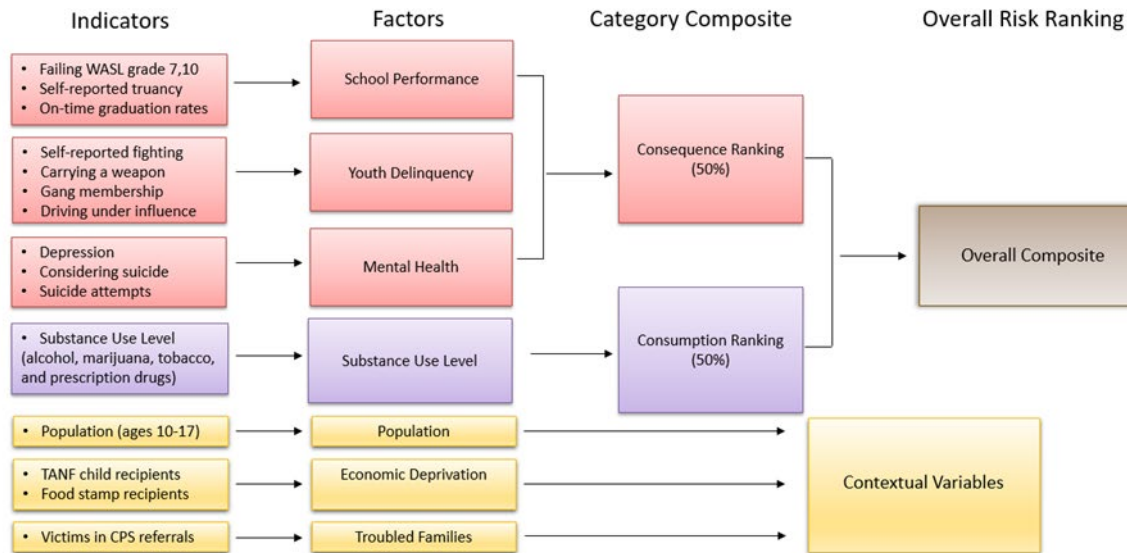 Indicators
Factors
Category Composite
Overall Risk Ranking
• Failing WASL grade 7,10
• Self-reported truancy
• On-time graduation rates
School Performance
• Self-reported fighting
• Carrying a weapon
• Gang membership
• Driving under influence
Youth Delinquency
• Depression
• Considering suicide
• Suicide attempts
Mental Health
Consequence Ranking
(50%)
• Substance Use Level
(alcohol, marijuana, tobacco,
and prescription drugs)
Substance Use Level
Consumption Ranking
(50%)
Overall Composite
• Population (ages 10-17)
Population
• TANF child recipients
• Food stamp recipients
Economic Deprivation
• Victims in CPS referrals
Troubled Families
Contextual Variables